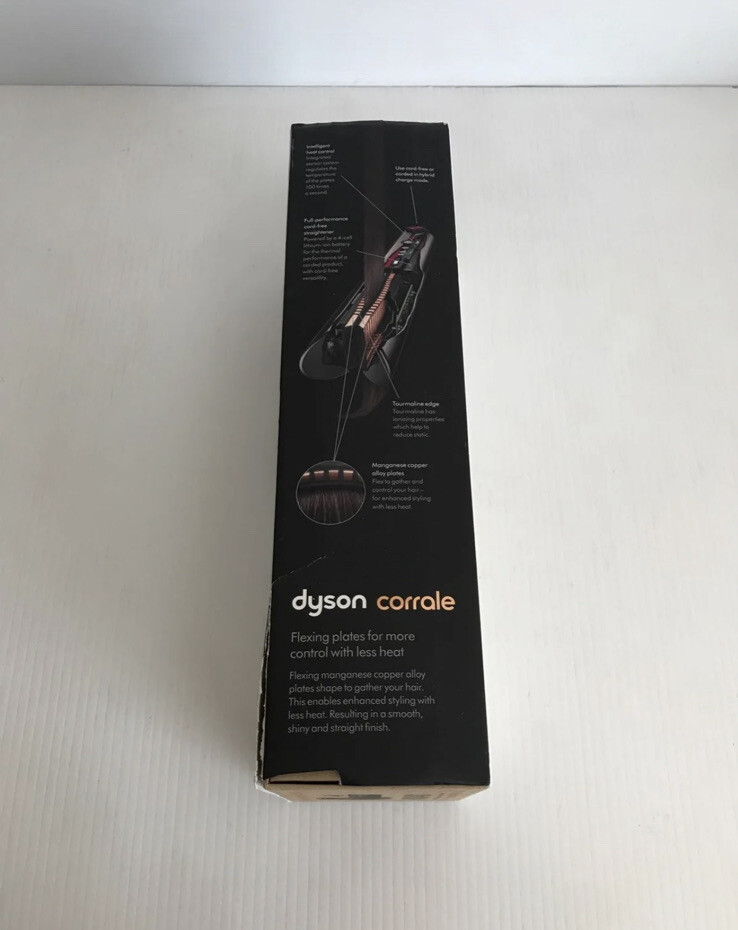 Intelligent
heat control
Integrated
sensor system
regulates the
temperature
of the plates
100 times
a second.
Use cord-free or
corded in hybrid
charge mode.
Full-performance
cord-free
straightener
Powered by a 4-cell
lithium-ion battery
for the thermal
performance of a
corded product,
with cord-free
versatility.
Tourmaline edge
Tourmaline has
ionising properties
which help to
reduce static.
Manganese copper
alloy plates
Flex to gather and
control your hair –
for enhanced styling
with less heat
dyson corrale
Flexing plates for more
control with less heat
Flexing manganese copper alloy
plates shape to gather your hair.
This enables enhanced styling with
less heat. Resulting in a smooth,
shiny and straight finish.